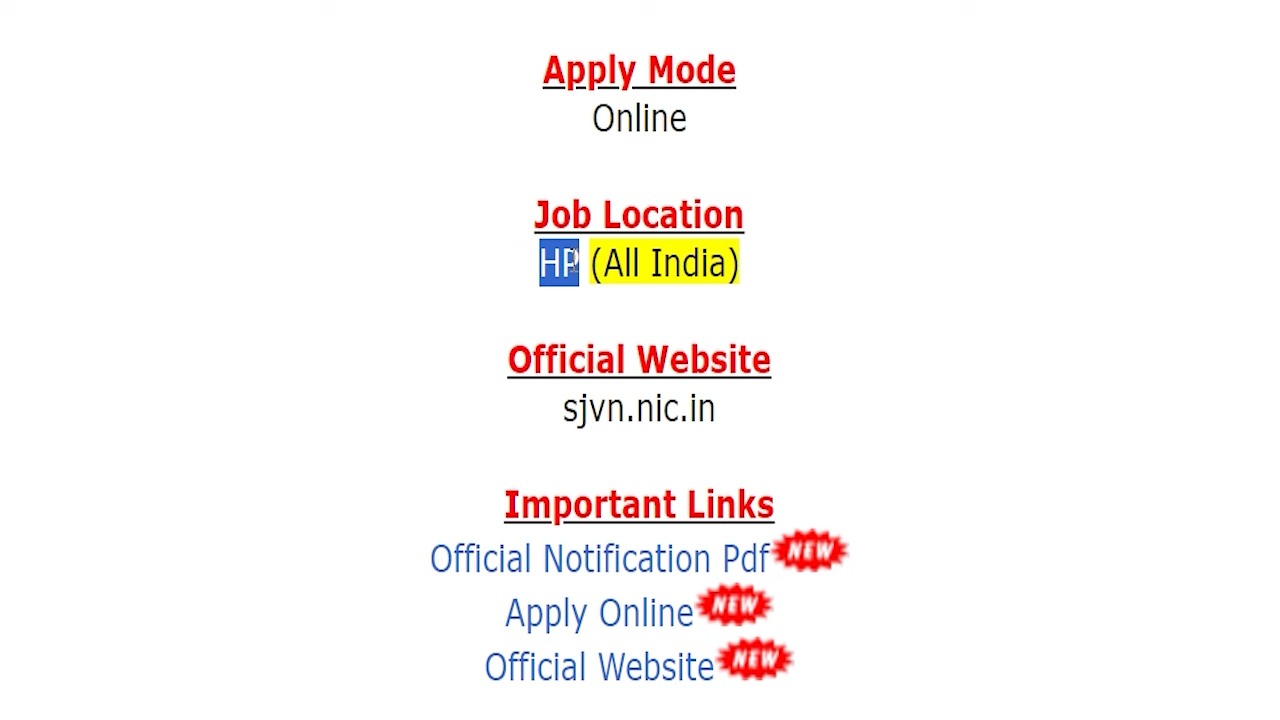 Apply Mode
Online
Job Location
HP (All India)
Official Website
sjvn.nic.in
Important Links
Official Notification Pdf NEW
Apply Online NEW
Official Website NEW